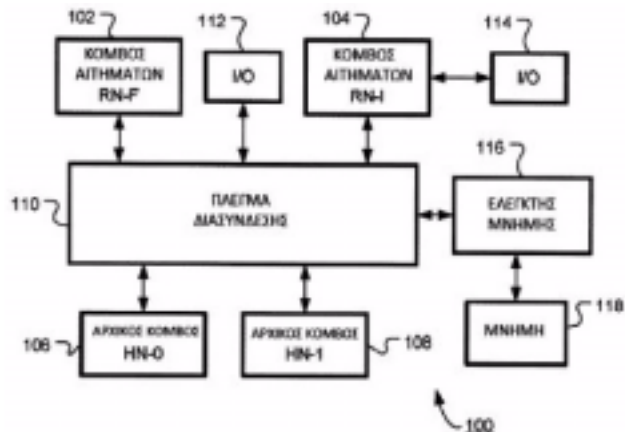 102
112
104
114
ΚΟΜΒΟΣ
ΑΙΤΗΜΑΤΩΝ
RN-F
I/O
ΚΟΜΒΟΣ
ΑΙΤΗΜΑΤΩΝ
RN-I
I/O
116
110
ΠΛΕΓΜΑ
ΔΙΑΣΥΝΔΕΣΗΣ
ΕΛΕΓΚΤΗΣ
ΜΝΗΜΗΣ
106
ΑΡΧΙΚΟΣ ΚΟΜΒΟΣ
HN-0
ΑΡΧΙΚΟΣ ΚΟΜΒΟΣ
HN-1
108
ΜΝΗΜΗ
118
100